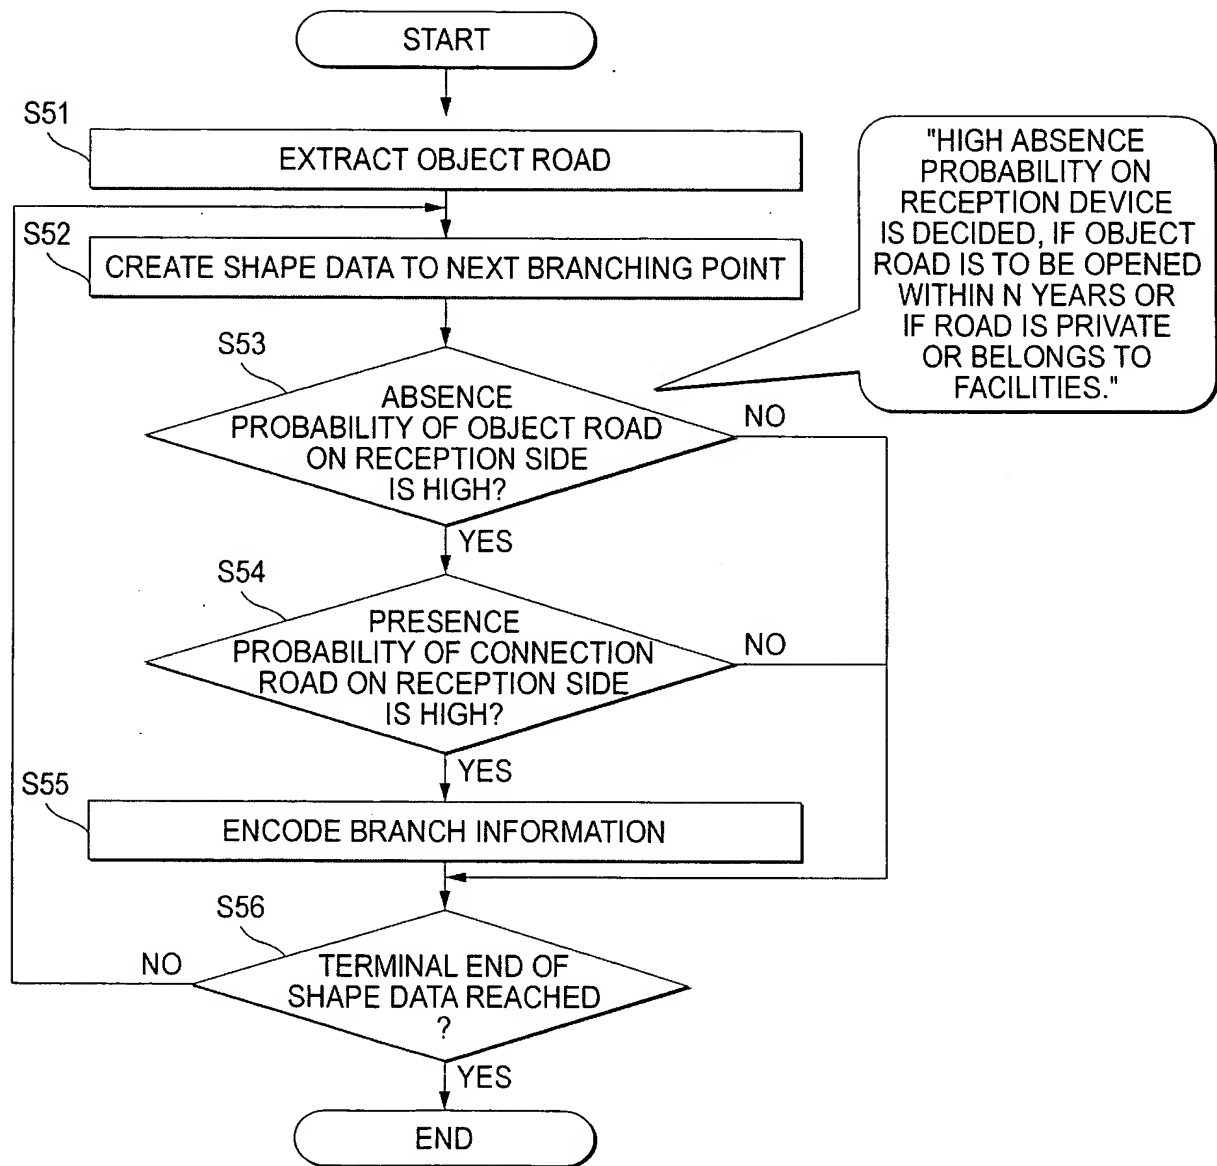 START
S51
EXTRACT OBJECT ROAD
"HIGH ABSENCE
PROBABILITY ON
RECEPTION DEVICE
IS DECIDED, IF OBJECT
ROAD IS TO BE OPENED
WITHIN N YEARS OR
IF ROAD IS PRIVATE
OR BELONGS TO
FACILITIES."
S52
CREATE SHAPE DATA TO NEXT BRANCHING POINT
S53
ABSENCE
PROBABILITY OF OBJECT ROAD
ON RECEPTION SIDE
IS HIGH?
NO
YES
S54
PRESENCE
PROBABILITY OF CONNECTION
ROAD ON RECEPTION SIDE
IS HIGH?
NO
YES
S55
ENCODE BRANCH INFORMATION
S56
TERMINAL END OF
SHAPE DATA REACHED
?
NO
YES
END